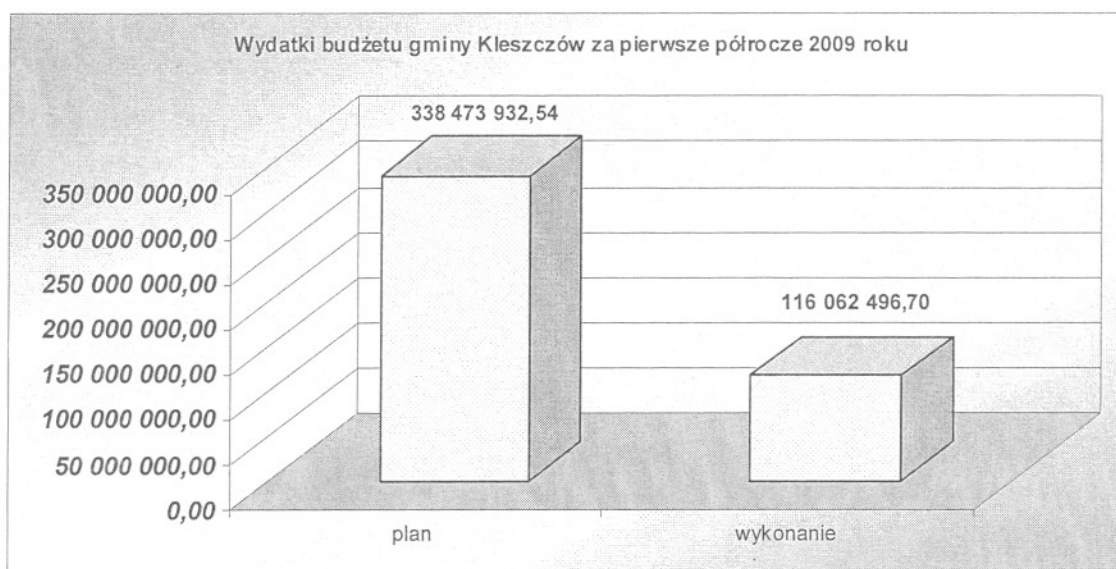 Wydatki budżetu gminy Kleszczów za pierwsze półrocze 2009 roku
338 473 932,54
350 000 000,00
300 000 000,00
250 000 000,00
200 000 000,00
150 000 000,00
100 000 000,00
50 000 000,00
0,00
116 062 496,70
plan
wykonanie